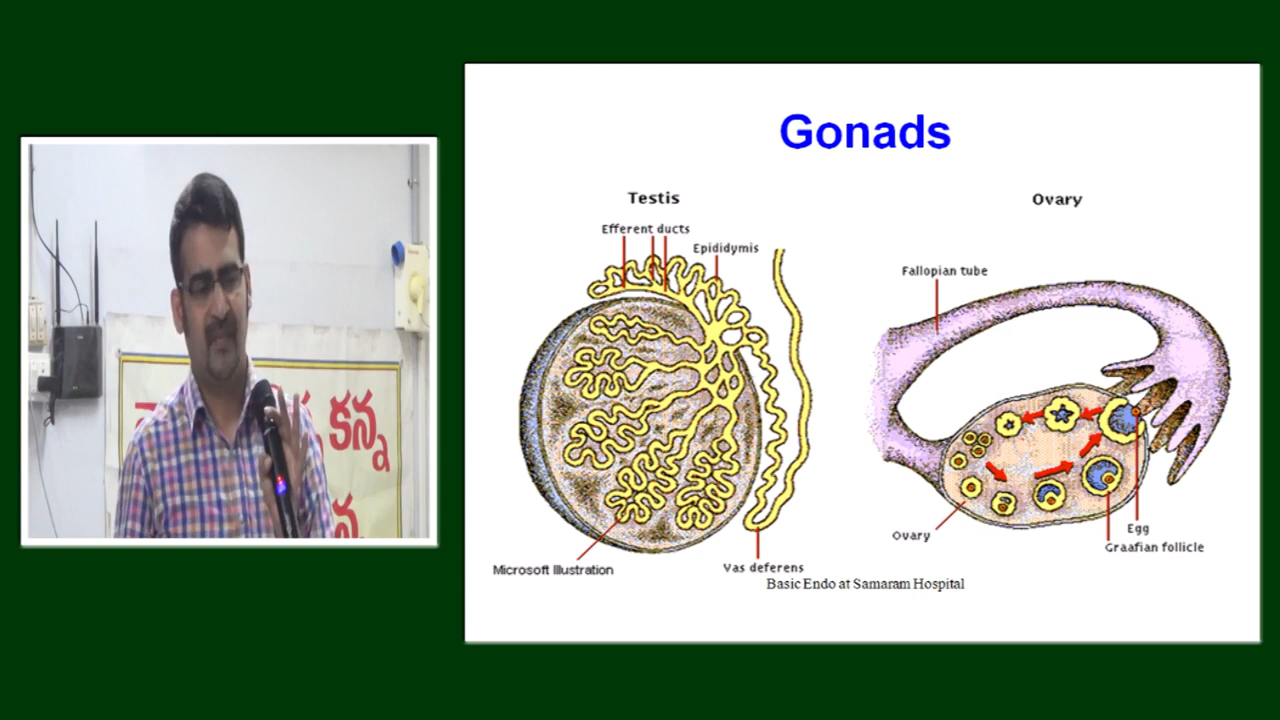 Gonads
Testis
Efferent ducts
Epididymis
Microsoft Illustration
Vas deferens
Ovary
Fallopian tube
Ovary
Egg
Graafian follicle
Basic Endo at Samaram Hospital
కన్న